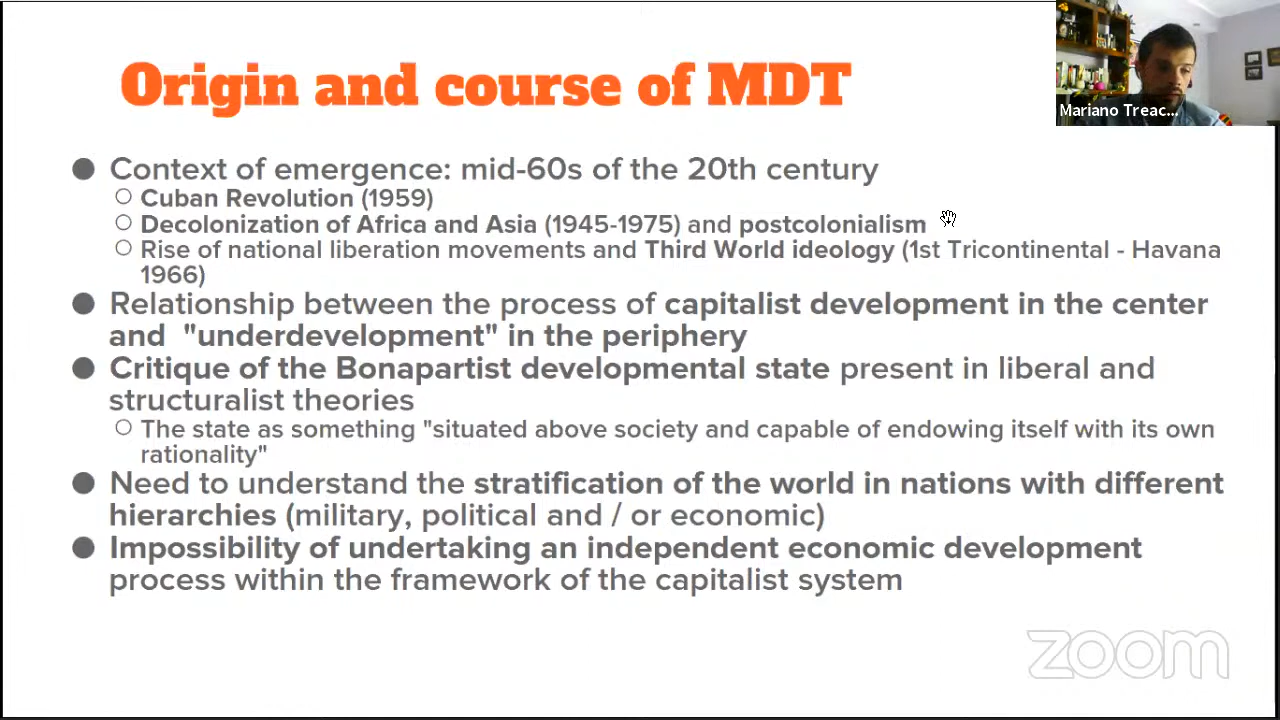 Origin and course of MDT
Mariano Treac...
● Context of emergence: mid-60s of the 20th century
○ Cuban Revolution (1959)
○ Decolonization of Africa and Asia (1945-1975) and postcolonialism
○ Rise of national liberation movements and Third World ideology (1st Tricontinental - Havana
1966)
● Relationship between the process of capitalist development in the center
and "underdevelopment" in the periphery
● Critique of the Bonapartist developmental state present in liberal and
structuralist theories
○ The state as something "situated above society and capable of endowing itself with its own
rationality"
● Need to understand the stratification of the world in nations with different
hierarchies (military, political and / or economic)
● Impossibility of undertaking an independent economic development
process within the framework of the capitalist system
zoom